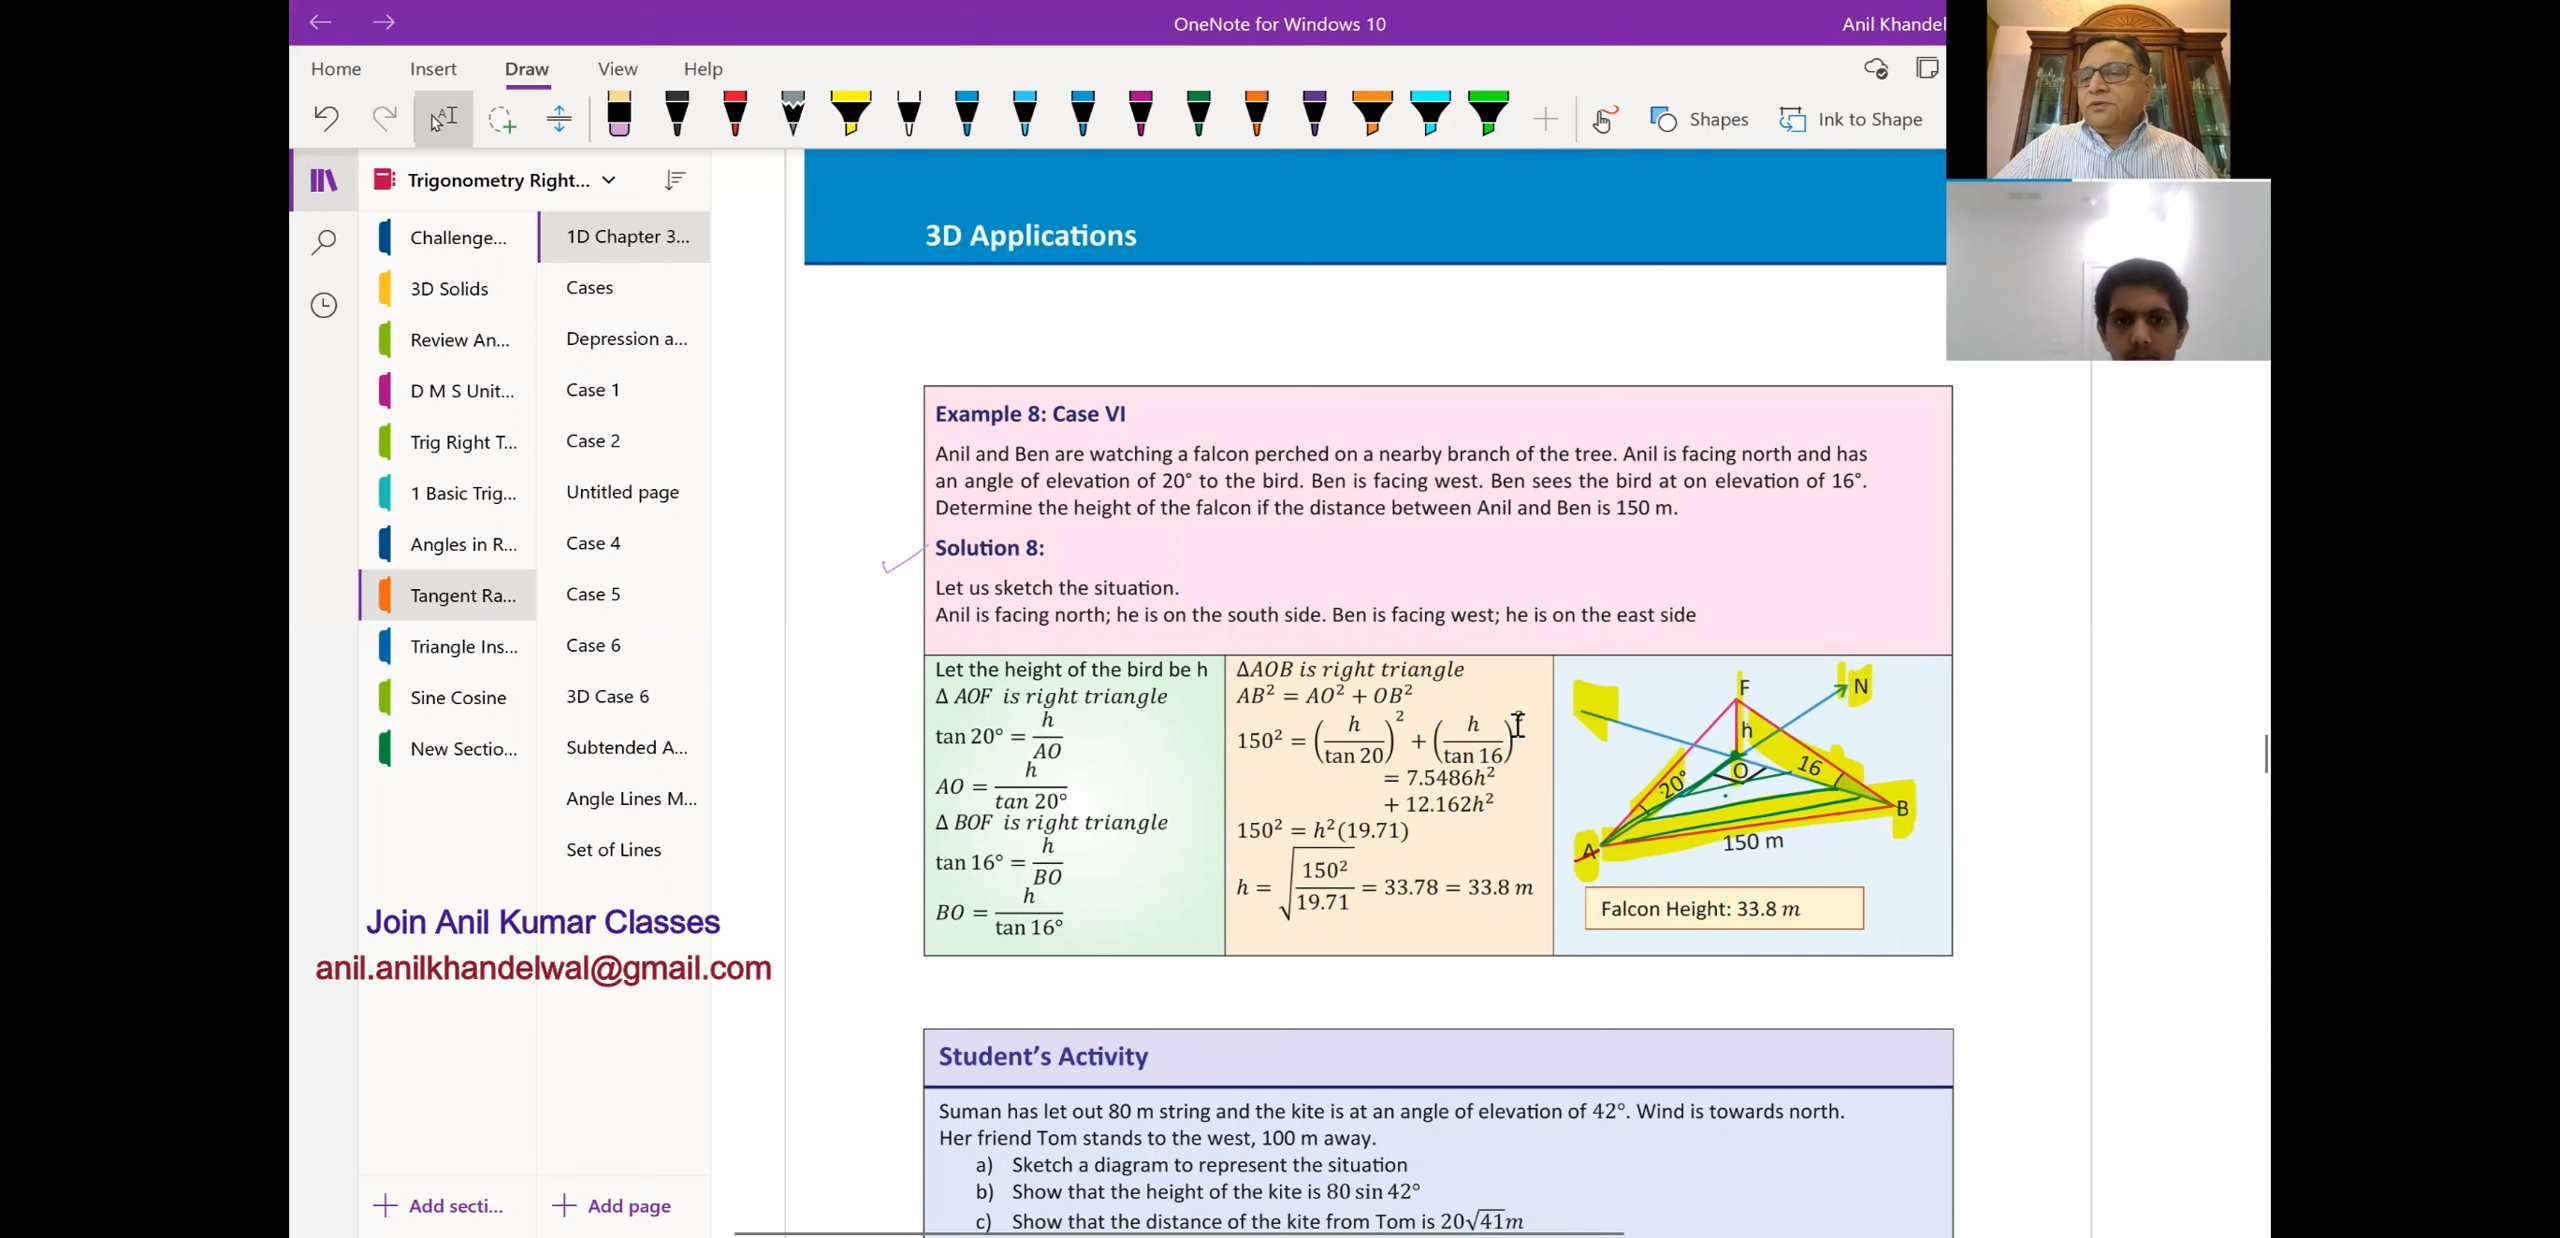 OneNote for Windows 10
Anil Khandel
Home Insert Draw View Help
Shapes
Ink to Shape
Trigonometry Right...
Challenge...
3D Solids
Review An...
D M S Unit...
Trig Right T...
1 Basic Trig...
Angles in R...
Tangent Ra...
Triangle Ins...
Sine Cosine
New Sectio...
1D Chapter 3...
Cases
Depression a...
Case 1
Case 2
Untitled page
Case 4
Case 5
Case 6
3D Case 6
Subtended A...
Angle Lines M...
Set of Lines
Join Anil Kumar Classes
anil.anilkhandelwal@gmail.com
Add secti...
Add page
3D Applications
Example 8: Case VI
Anil and Ben are watching a falcon perched on a nearby branch of the tree. Anil is facing north and has
an angle of elevation of 20° to the bird. Ben is facing west. Ben sees the bird at on elevation of 16°.
Determine the height of the falcon if the distance between Anil and Ben is 150 m.
Solution 8:
Let us sketch the situation.
Anil is facing north; he is on the south side. Ben is facing west; he is on the east side
Let the height of the bird be h
Δ AOF is right triangle
tan 20° = h/AO
AO = h/tan 20°
Δ BOF is right triangle
tan 16° = h/BO
BO = h/tan 16°
ΔAOB is right triangle
AB² = AO² + OB²
150² = (h/tan 20)² + (h/tan 16)²
= 7.5486h²
+ 12.162h²
150² = h²(19.71)
h = √(150²/19.71) = 33.78 = 33.8 m
F
N
h
O
20°
16
A
B
150 m
Falcon Height: 33.8 m
Student's Activity
Suman has let out 80 m string and the kite is at an angle of elevation of 42°. Wind is towards north.
Her friend Tom stands to the west, 100 m away.
a) Sketch a diagram to represent the situation
b) Show that the height of the kite is 80 sin 42°
c) Show that the distance of the kite from Tom is 20√41m